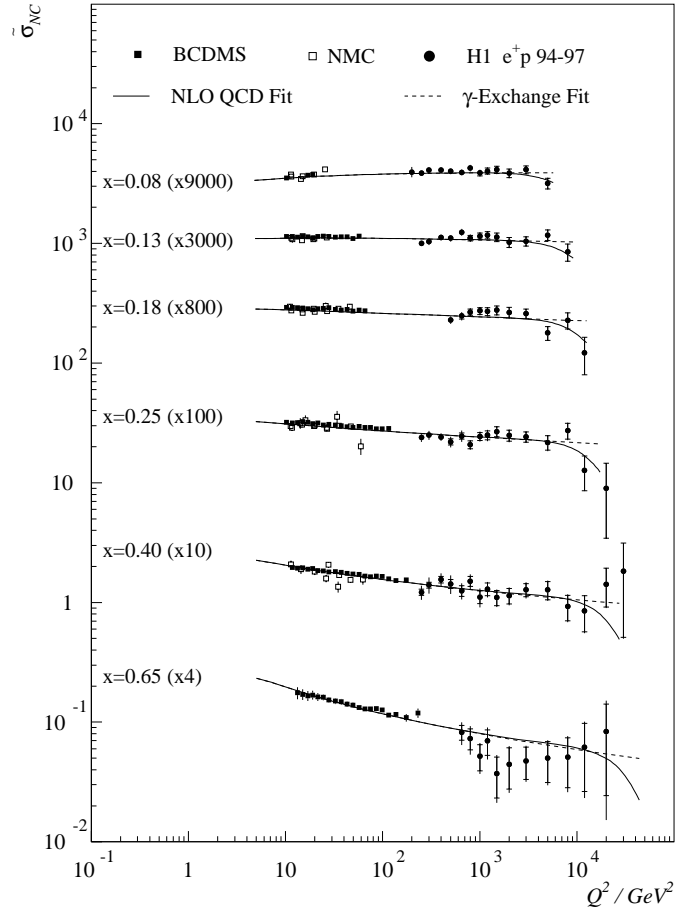 σ̃_NC
■ BCDMS □ NMC ● H1 e⁺p 94-97
NLO QCD Fit γ-Exchange Fit
10⁴
x=0.08 (x9000)
10³
x=0.13 (x3000)
x=0.18 (x800)
10²
x=0.25 (x100)
10
x=0.40 (x10)
1
x=0.65 (x4)
10⁻¹
10⁻²
10⁻¹ 1 10 10² 10³ 10⁴ 10⁵
Q² / GeV²